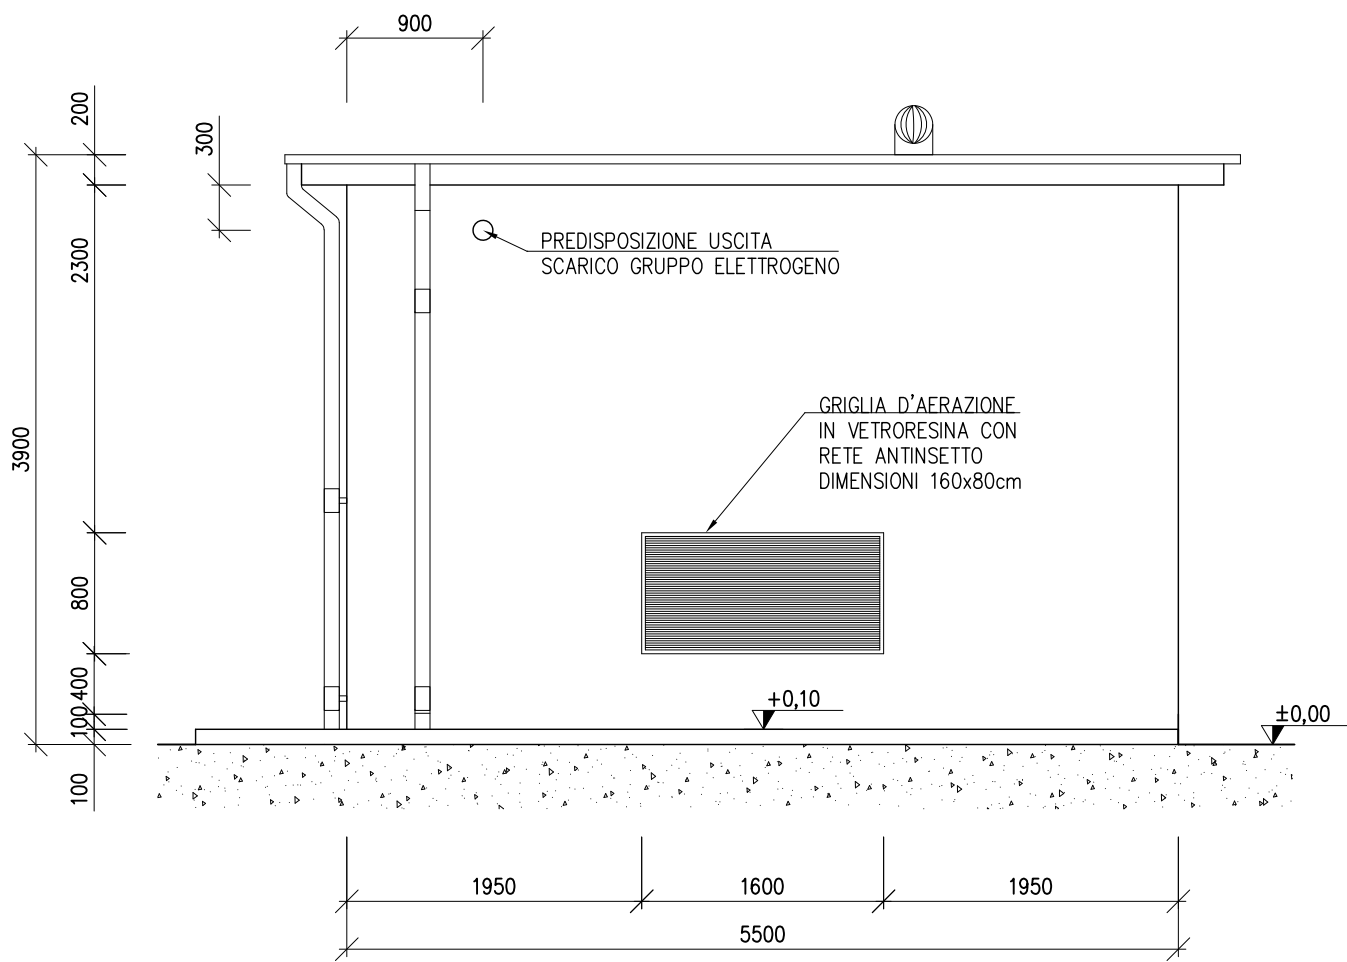 900
200
300
2300
3900
PREDISPOSIZIONE USCITA
SCARICO GRUPPO ELETTROGENO
GRIGLIA D'AERAZIONE
IN VETRORESINA CON
RETE ANTINSETTO
DIMENSIONI 160x80cm
800
400
100
100
+0,10
±0,00
1950
1600
1950
5500